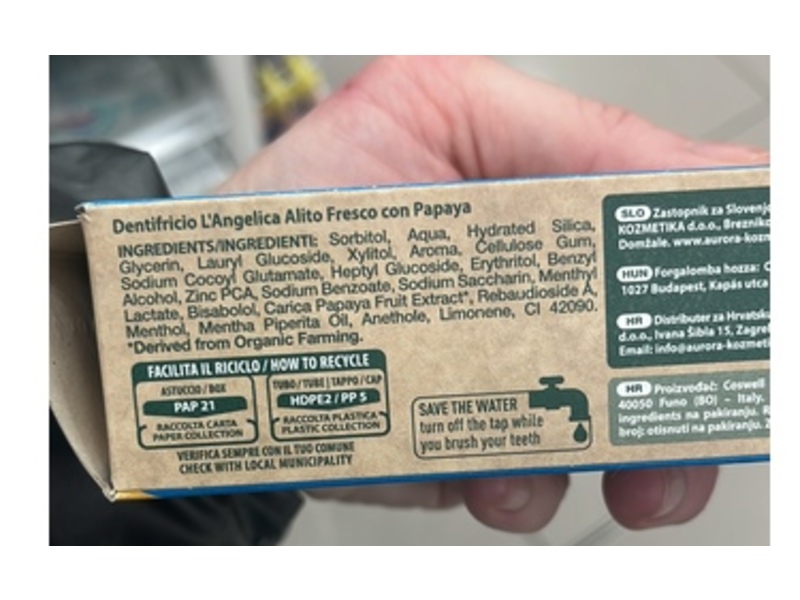 Dentifricio L'Angelica Alito Fresco con Papaya
INGREDIENTS/INGREDIENTI: Sorbitol, Aqua, Hydrated Silica,
Glycerin, Lauryl Glucoside, Xylitol, Aroma, Cellulose Gum,
Sodium Cocoyl Glutamate, Heptyl Glucoside, Erythritol, Benzyl
Alcohol, Zinc PCA, Sodium Benzoate, Sodium Saccharin, Menthyl
Lactate, Bisabolol, Carica Papaya Fruit Extract*, Rebaudioside A,
Menthol, Mentha Piperita Oil, Anethole, Limonene, CI 42090.
*Derived from Organic Farming.
FACILITA IL RICICLO / HOW TO RECYCLE
ASTUCCIO / BOX
PAP 21
RACCOLTA CARTA
PAPER COLLECTION
TUBO / TUBE | TAPPO / CAP
HDPE2 / PP 5
RACCOLTA PLASTICA
PLASTIC COLLECTION
VERIFICA SEMPRE CON IL TUO COMUNE
CHECK WITH LOCAL MUNICIPALITY
SAVE THE WATER
turn off the tap while
you brush your teeth
SLO Zastopnik za Slovenijo
KOZMETIKA d.o.o., Breznik
Domžale. www.aurora-kozm
HUN Forgalomba hozza: C
1027 Budapest, Kapás utca
HR Distributer za Hrvatsku
d.o.o., Ivana Šibla 15, Zagreb
Email: info@aurora-kozmeti
HR Proizvođač: Coswell
40050 Funo (BO) – Italy.
ingredients na pakiranju. R
broj: otisnuti na pakiranju.